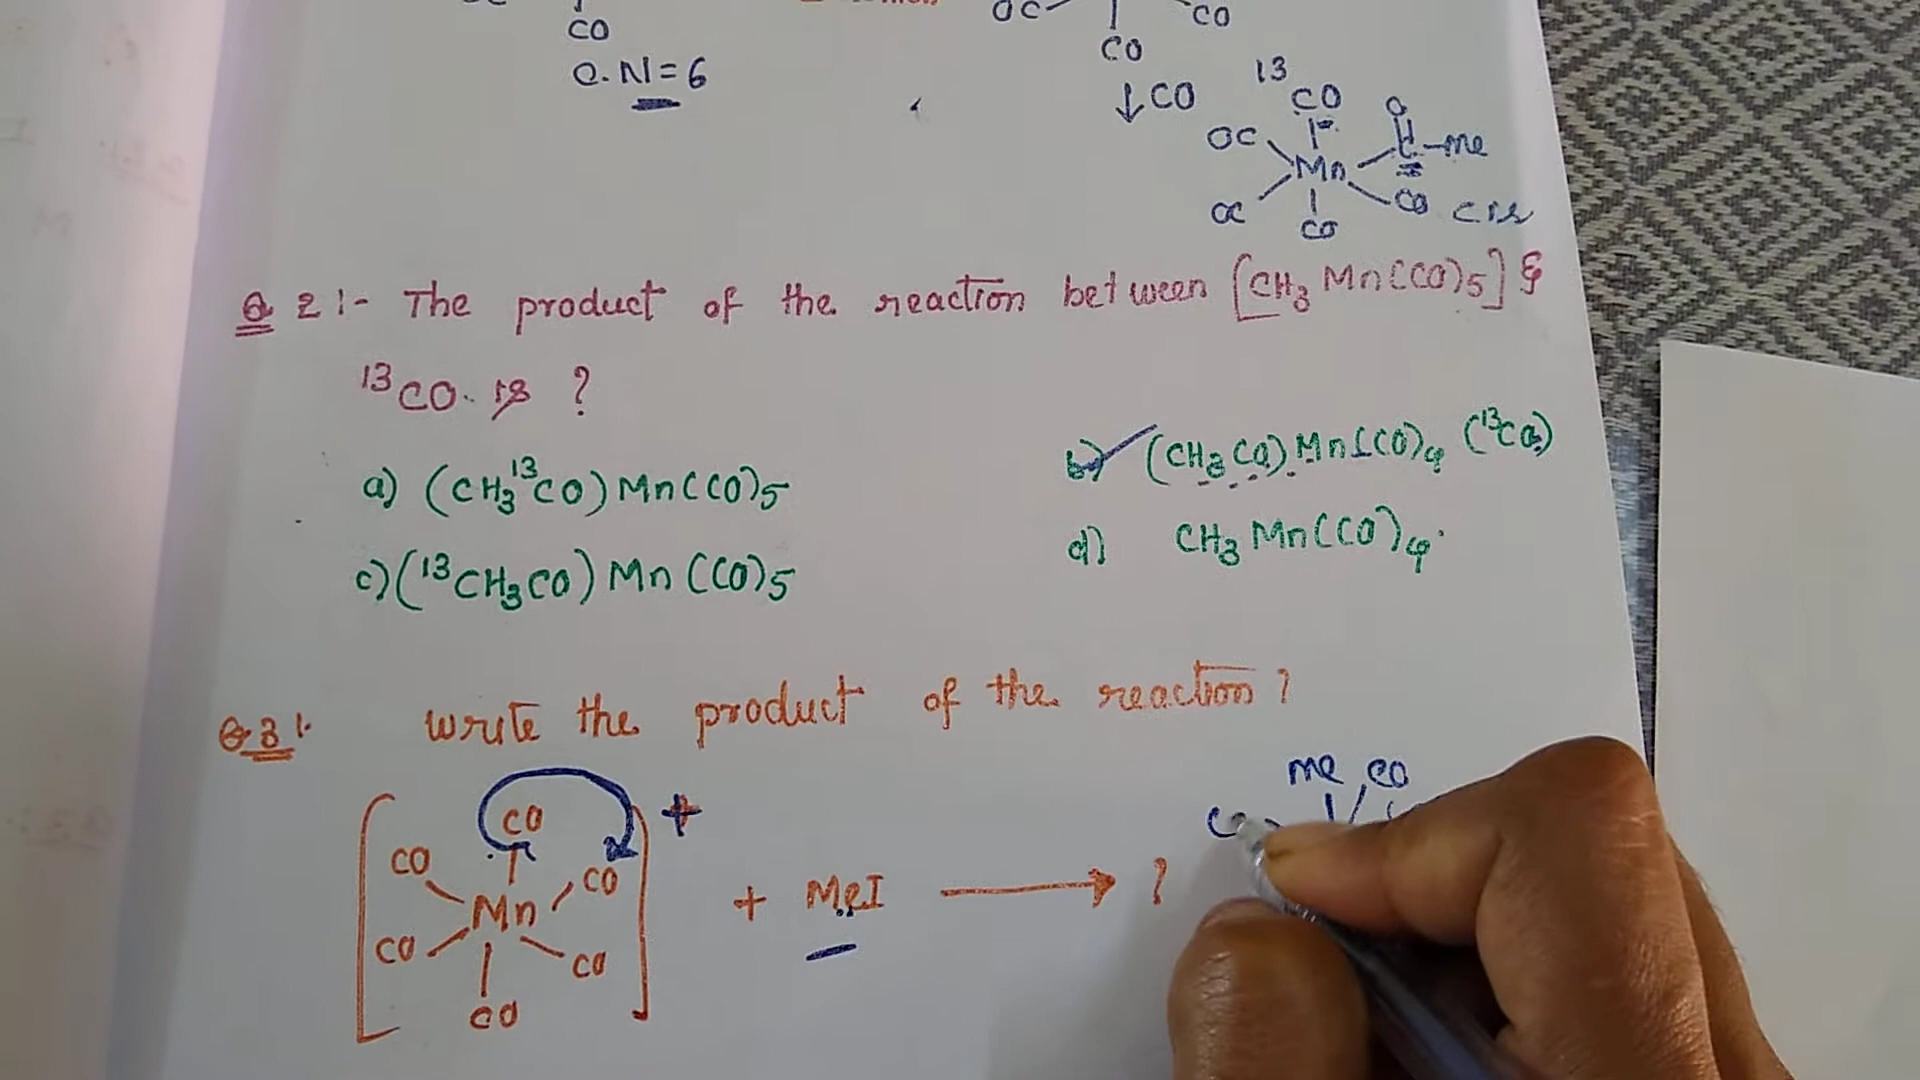 CO
C.N=6
OC CO
CO
↓CO
13
CO
OC O
Mn C-me
OC CO cis
CO
Q 2:- The product of the reaction between [CH3 Mn(CO)5] &
13CO. is ?
a) (CH3 13CO) Mn(CO)5
b) (CH3 CO) Mn(CO)4 (13CO)
c) (13CH3CO) Mn (CO)5
d) CH3 Mn(CO)4
Q.3:- write the product of the reaction?
[ CO ]+
CO
Mn CO
CO CO
CO
+ MeI → ?
me CO